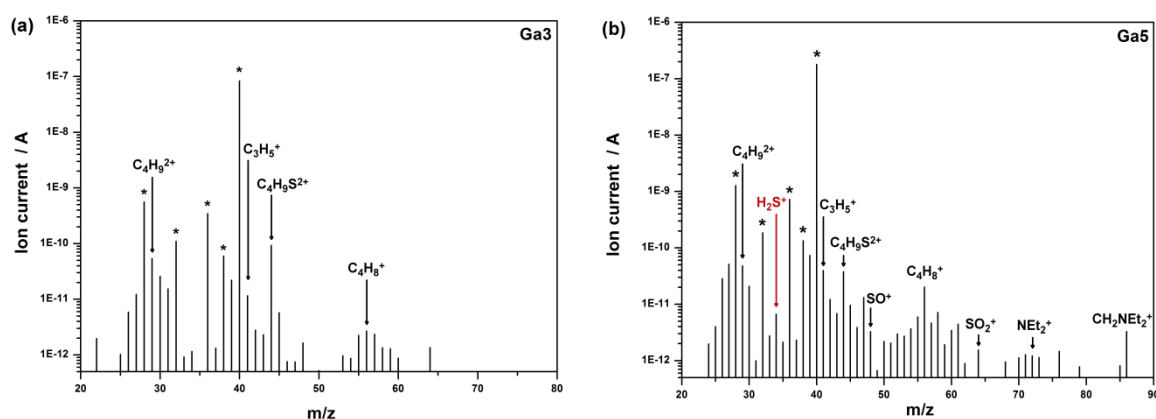 (a)
Ga3
1E-6
1E-7
1E-8
1E-9
1E-10
1E-11
1E-12
Ion current / A
*
*
*
*
*
C₄H₉²⁺
C₃H₅⁺
C₄H₉S²⁺
C₄H₈⁺
20 30 40 50 60 70 80
m/z
(b)
Ga5
1E-6
1E-7
1E-8
1E-9
1E-10
1E-11
1E-12
Ion current / A
*
*
*
*
*
C₄H₉²⁺
H₂S⁺
C₃H₅⁺
C₄H₉S²⁺
SO⁺
C₄H₈⁺
SO₂⁺
NEt₂⁺
CH₂NEt₂⁺
30 40 50 60 70 80 90
m/z